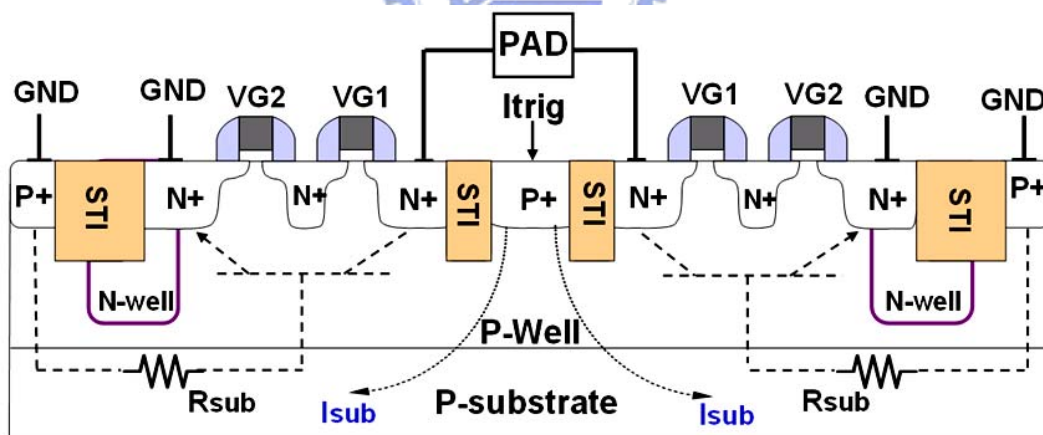 PAD
GND GND VG2 VG1 Itrig VG1 VG2 GND GND
P+ STI N+ N+ N+ STI P+ STI N+ N+ N+ STI P+
N-well N-well
P-Well
Rsub Isub P-substrate Isub Rsub